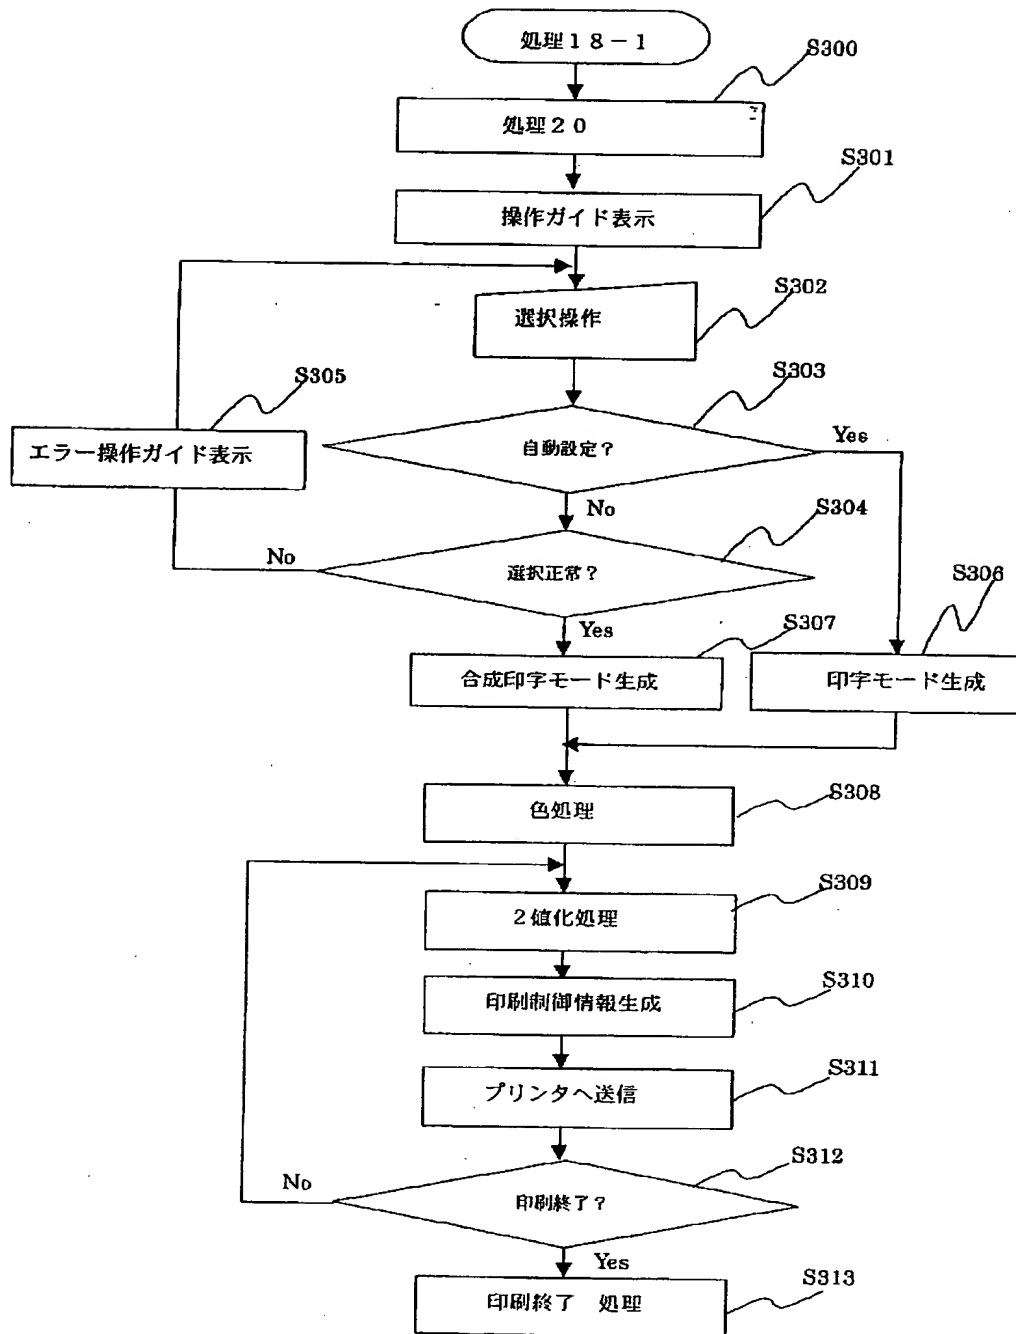 処理１８－１
S300
処理２０
S301
操作ガイド表示
S302
選択操作
S303
自動設定？
Yes
No
S305
エラー操作ガイド表示
S304
選択正常？
No
Yes
S306
印字モード生成
S307
合成印字モード生成
S308
色処理
S309
２値化処理
S310
印刷制御情報生成
S311
プリンタへ送信
S312
印刷終了？
No
Yes
S313
印刷終了　処理